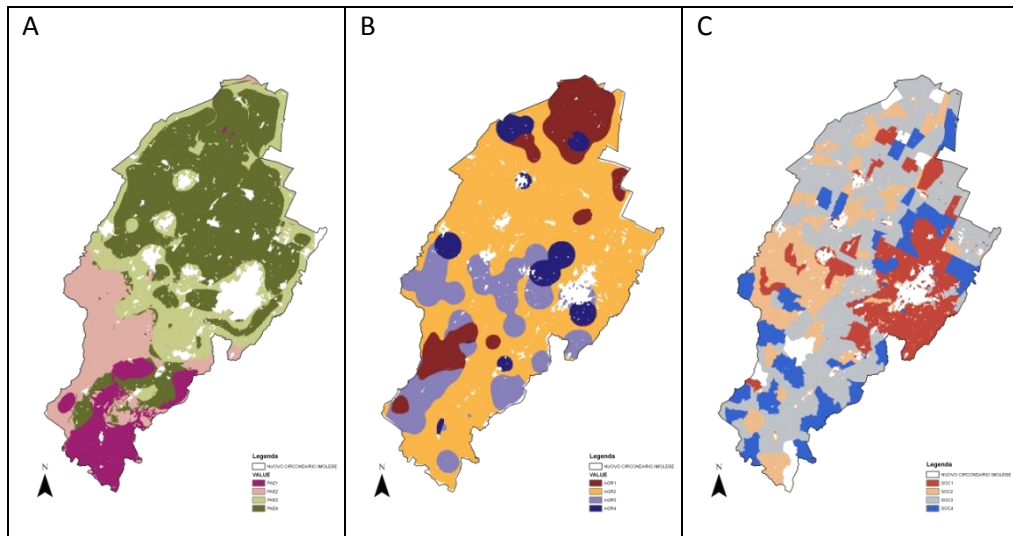 A
N
Legenda
NUOVO CIRCONDARIO IMOLESE
VALUE
PAE1
PAE2
PAE3
PAE4
B
N
Legenda
NUOVO CIRCONDARIO IMOLESE
VALUE
AGR1
AGR2
AGR3
AGR4
C
N
Legenda
NUOVO CIRCONDARIO IMOLESE
SOC1
SOC2
SOC3
SOC4